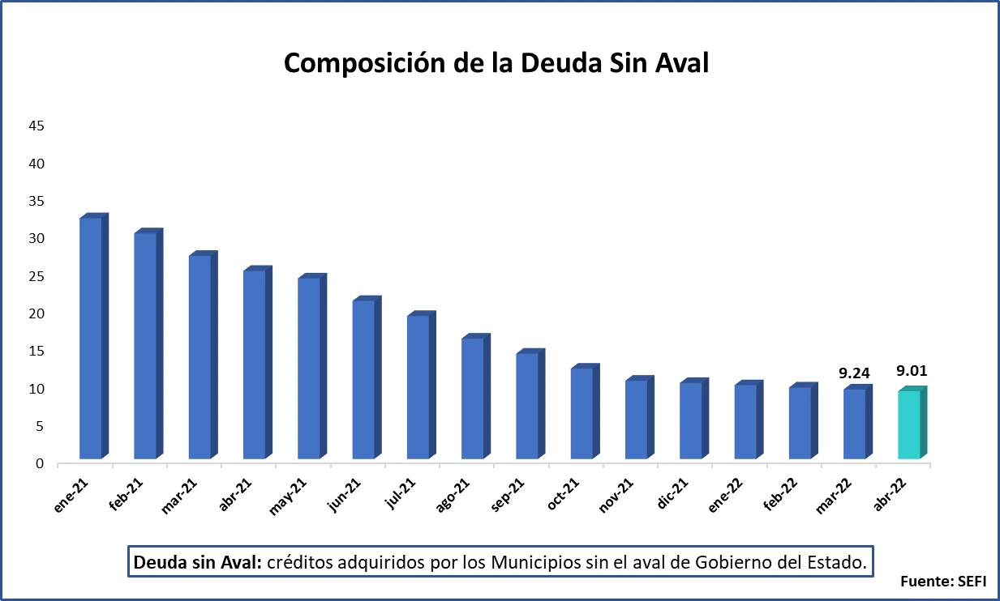 Composición de la Deuda Sin Aval
45
40
35
30
25
20
15
10
5
0
9.24
9.01
ene-21
feb-21
mar-21
abr-21
may-21
jun-21
jul-21
ago-21
sep-21
oct-21
nov-21
dic-21
ene-22
feb-22
mar-22
abr-22
Deuda sin Aval: créditos adquiridos por los Municipios sin el aval de Gobierno del Estado.
Fuente: SEFI